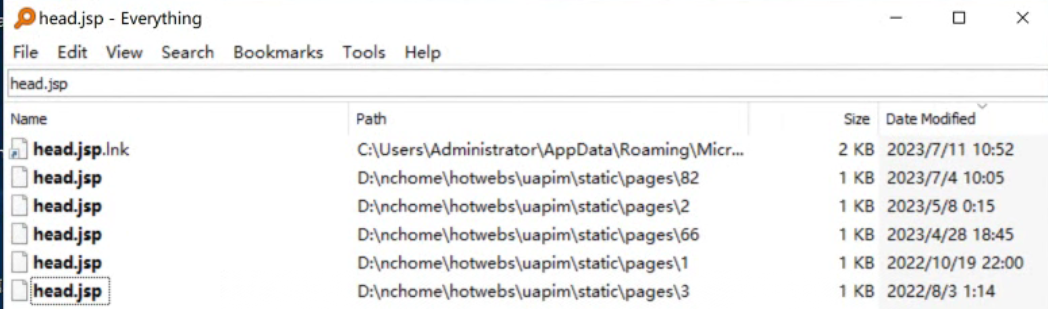 head.jsp - Everything
File Edit View Search Bookmarks Tools Help
head.jsp
Name Path Size Date Modified
head.jsp.lnk C:\Users\Administrator\AppData\Roaming\Micr... 2 KB 2023/7/11 10:52
head.jsp D:\nchome\hotwebs\uapim\static\pages\82 1 KB 2023/7/4 10:05
head.jsp D:\nchome\hotwebs\uapim\static\pages\2 1 KB 2023/5/8 0:15
head.jsp D:\nchome\hotwebs\uapim\static\pages\66 1 KB 2023/4/28 18:45
head.jsp D:\nchome\hotwebs\uapim\static\pages\1 1 KB 2022/10/19 22:00
head.jsp D:\nchome\hotwebs\uapim\static\pages\3 1 KB 2022/8/3 1:14